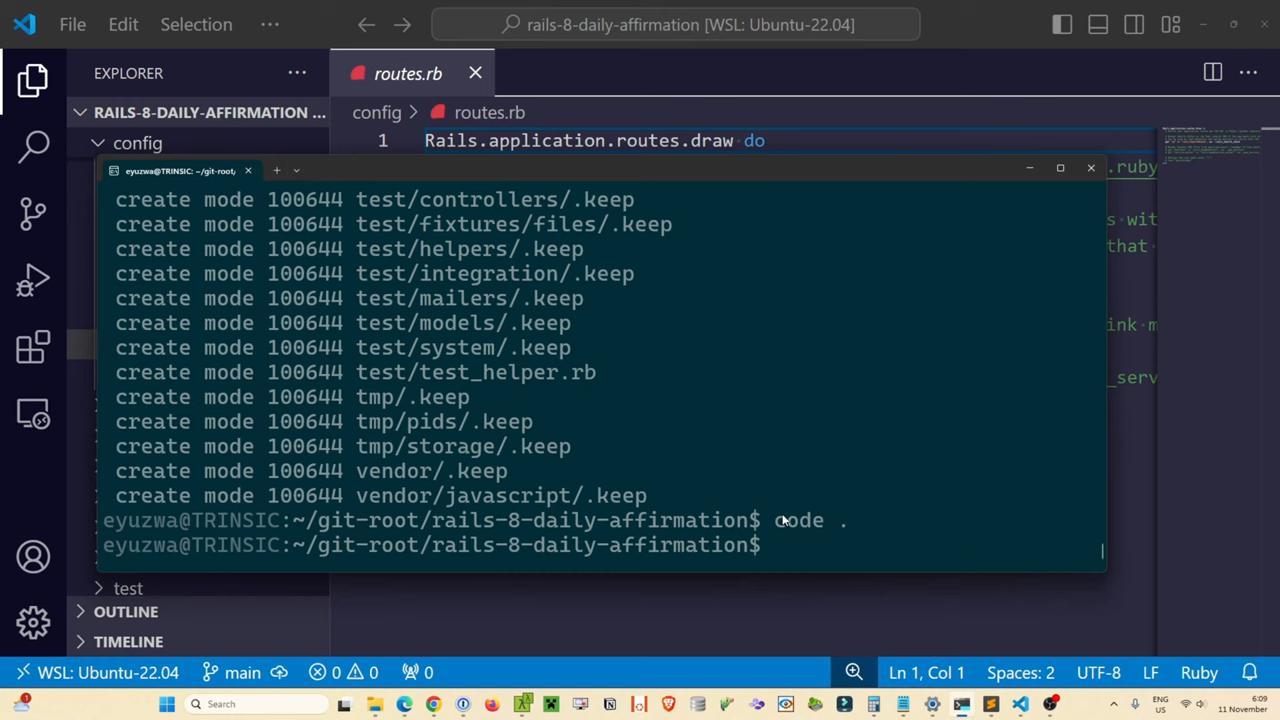 File Edit Selection ... rails-8-daily-affirmation [WSL: Ubuntu-22.04]
EXPLORER ... routes.rb
RAILS-8-DAILY-AFFIRMATION ... config > routes.rb
config
1 Rails.application.routes.draw do
eyuzwa@TRINSIC: ~/git-root/
.ruby
create mode 100644 test/controllers/.keep
create mode 100644 test/fixtures/files/.keep
wit
create mode 100644 test/helpers/.keep
that
create mode 100644 test/integration/.keep
create mode 100644 test/mailers/.keep
create mode 100644 test/models/.keep
ink m
create mode 100644 test/system/.keep
create mode 100644 test/test_helper.rb
_serv
create mode 100644 tmp/.keep
create mode 100644 tmp/pids/.keep
create mode 100644 tmp/storage/.keep
create mode 100644 vendor/.keep
create mode 100644 vendor/javascript/.keep
eyuzwa@TRINSIC:~/git-root/rails-8-daily-affirmation$ code .
eyuzwa@TRINSIC:~/git-root/rails-8-daily-affirmation$
test
OUTLINE
TIMELINE
WSL: Ubuntu-22.04 main 0 0 0 Ln 1, Col 1 Spaces: 2 UTF-8 LF Ruby
1 Search ENG 6:09
US 11 November